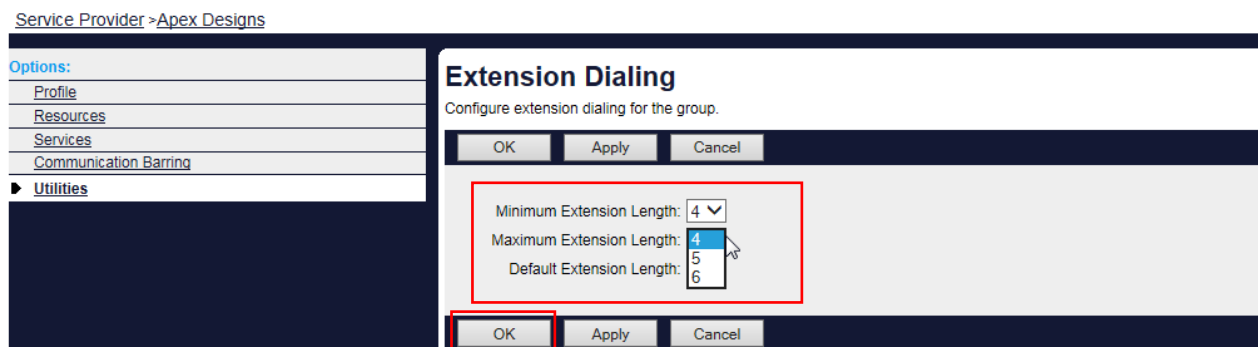 Service Provider >Apex Designs
Options:
Profile
Resources
Services
Communication Barring
Utilities
Extension Dialing
Configure extension dialing for the group.
OK Apply Cancel
Minimum Extension Length: 4
Maximum Extension Length: 4
5
Default Extension Length:
6
OK Apply Cancel